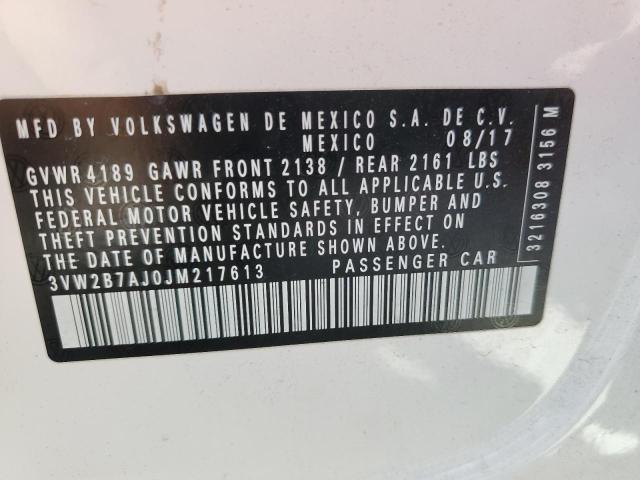 MFD BY VOLKSWAGEN DE MEXICO S.A. DE C.V.
MEXICO 08/17
GVWR 4189 GAWR FRONT 2138 / REAR 2161 LBS
THIS VEHICLE CONFORMS TO ALL APPLICABLE U.S.
FEDERAL MOTOR VEHICLE SAFETY, BUMPER AND
THEFT PREVENTION STANDARDS IN EFFECT ON
THE DATE OF MANUFACTURE SHOWN ABOVE.
3VW2B7AJ0JM217613 PASSENGER CAR
3216308 3156 M